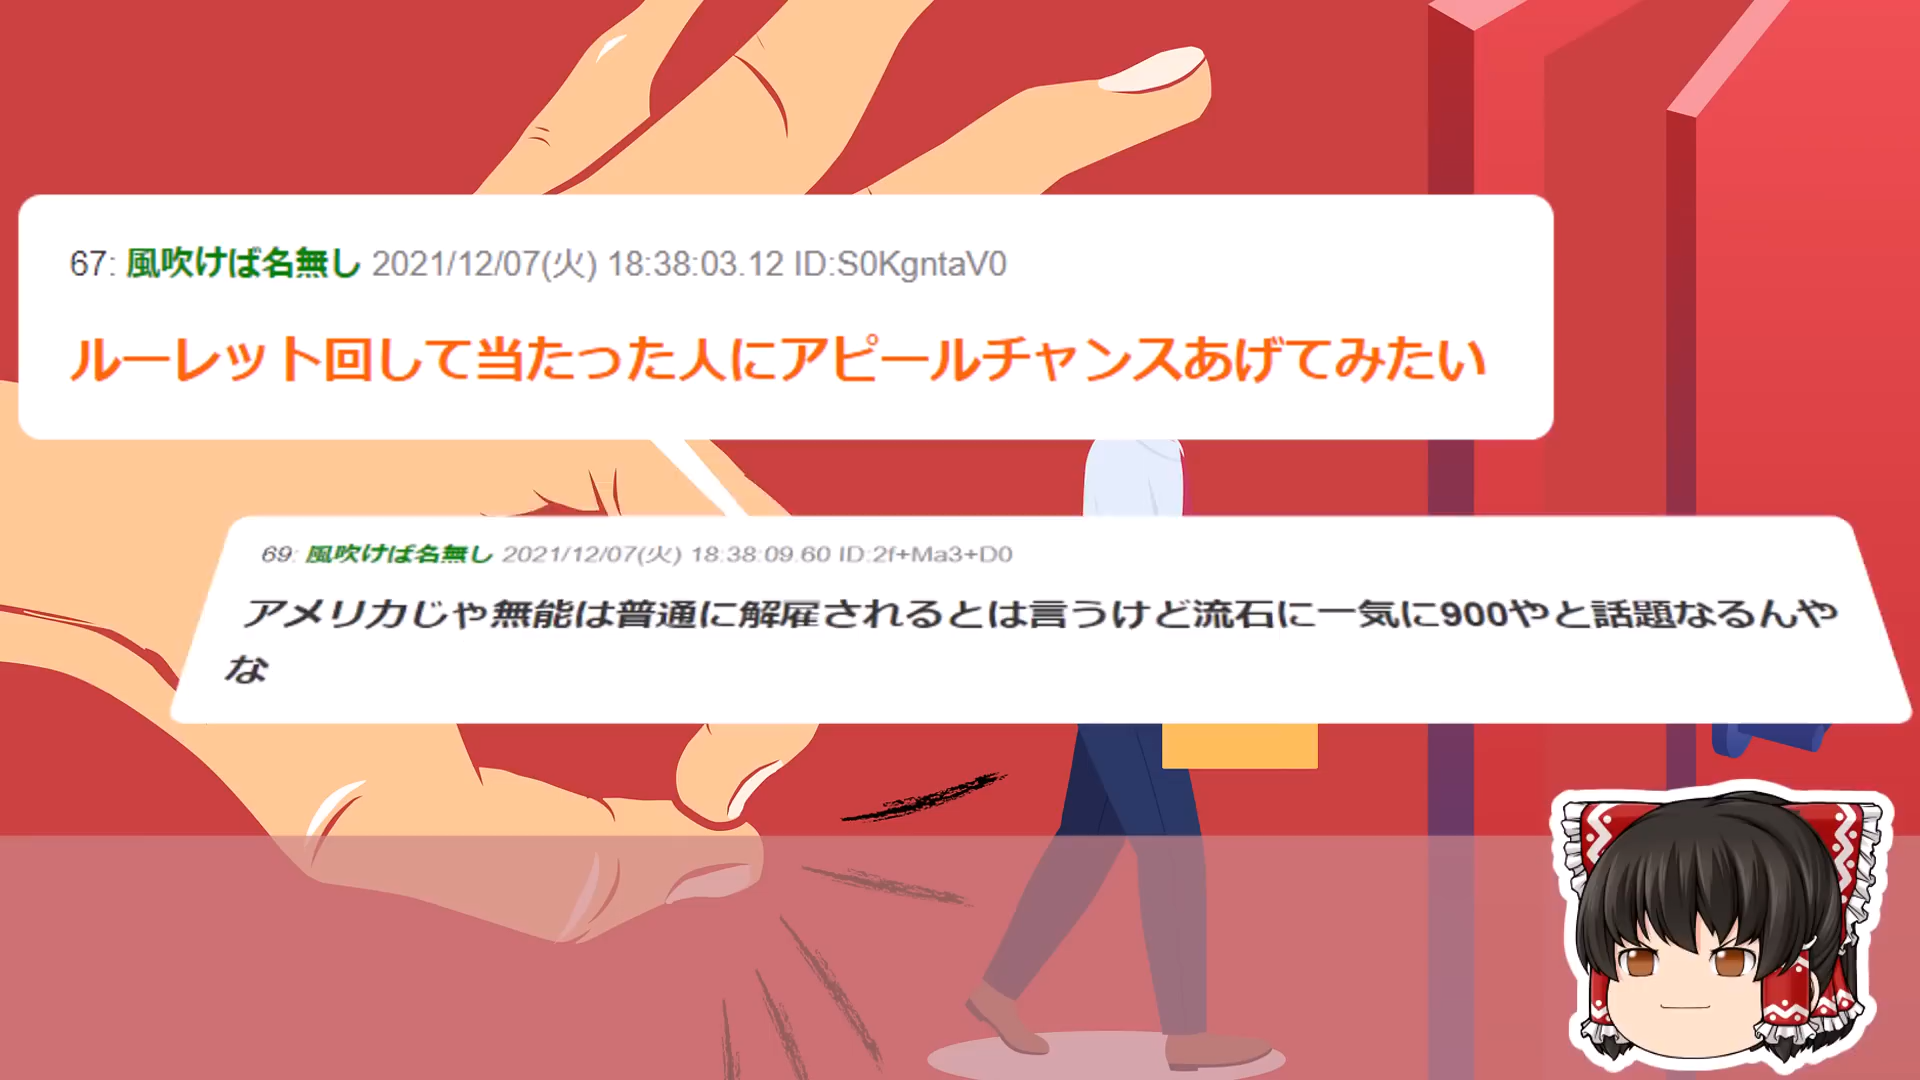 67: 風吹けば名無し 2021/12/07(火) 18:38:03.12 ID:S0KgntaV0
ルーレット回して当たった人にアピールチャンスあげてみたい
69: 風吹けば名無し 2021/12/07(火) 18:38:09.60 ID:2f+Ma3+D0
アメリカじゃ無能は普通に解雇されるとは言うけど流石に一気に900やと話題なるんや
な